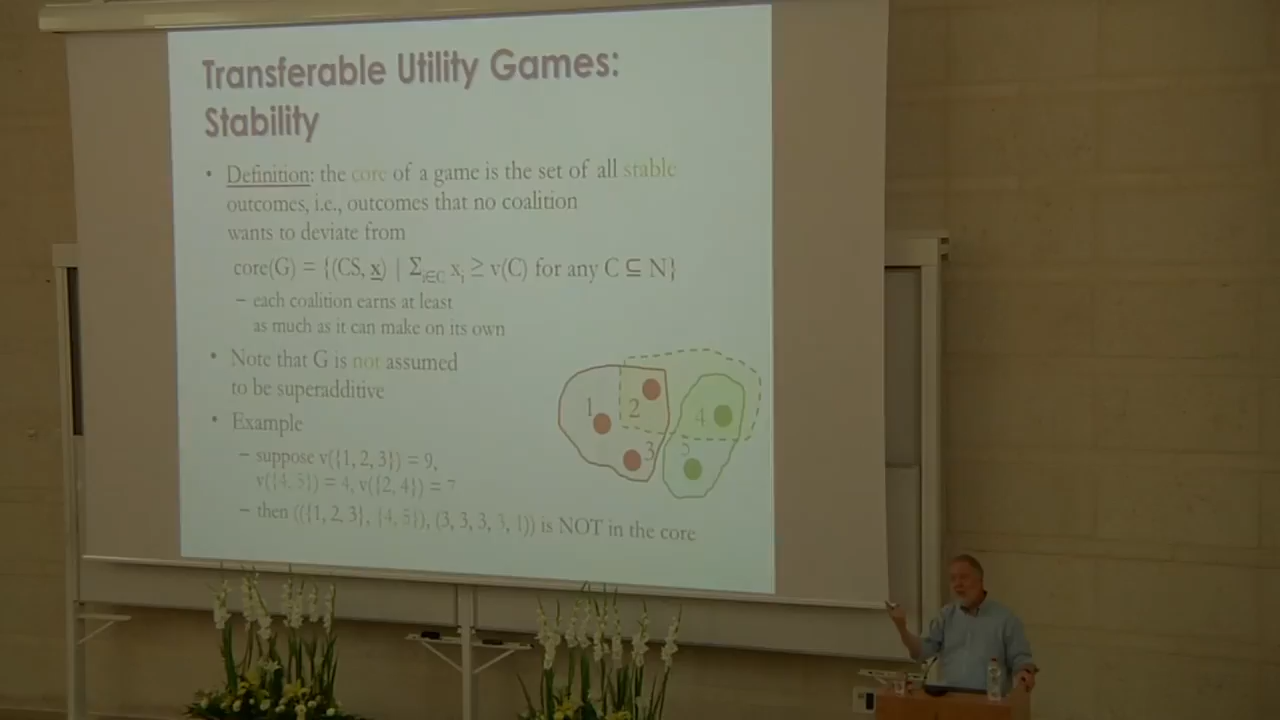 Transferable Utility Games:
Stability
• Definition: the core of a game is the set of all stable
outcomes, i.e., outcomes that no coalition
wants to deviate from
core(G) = {(CS, x) | Σi∈C xi ≥ v(C) for any C ⊆ N}
– each coalition earns at least
as much as it can make on its own
• Note that G is not assumed
to be superadditive
• Example
– suppose v({1, 2, 3}) = 9,
v({4, 5}) = 4, v({2, 4}) = 7
– then (({1, 2, 3}, {4, 5}), (3, 3, 3, 3, 1)) is NOT in the core
1
2
3
4
5